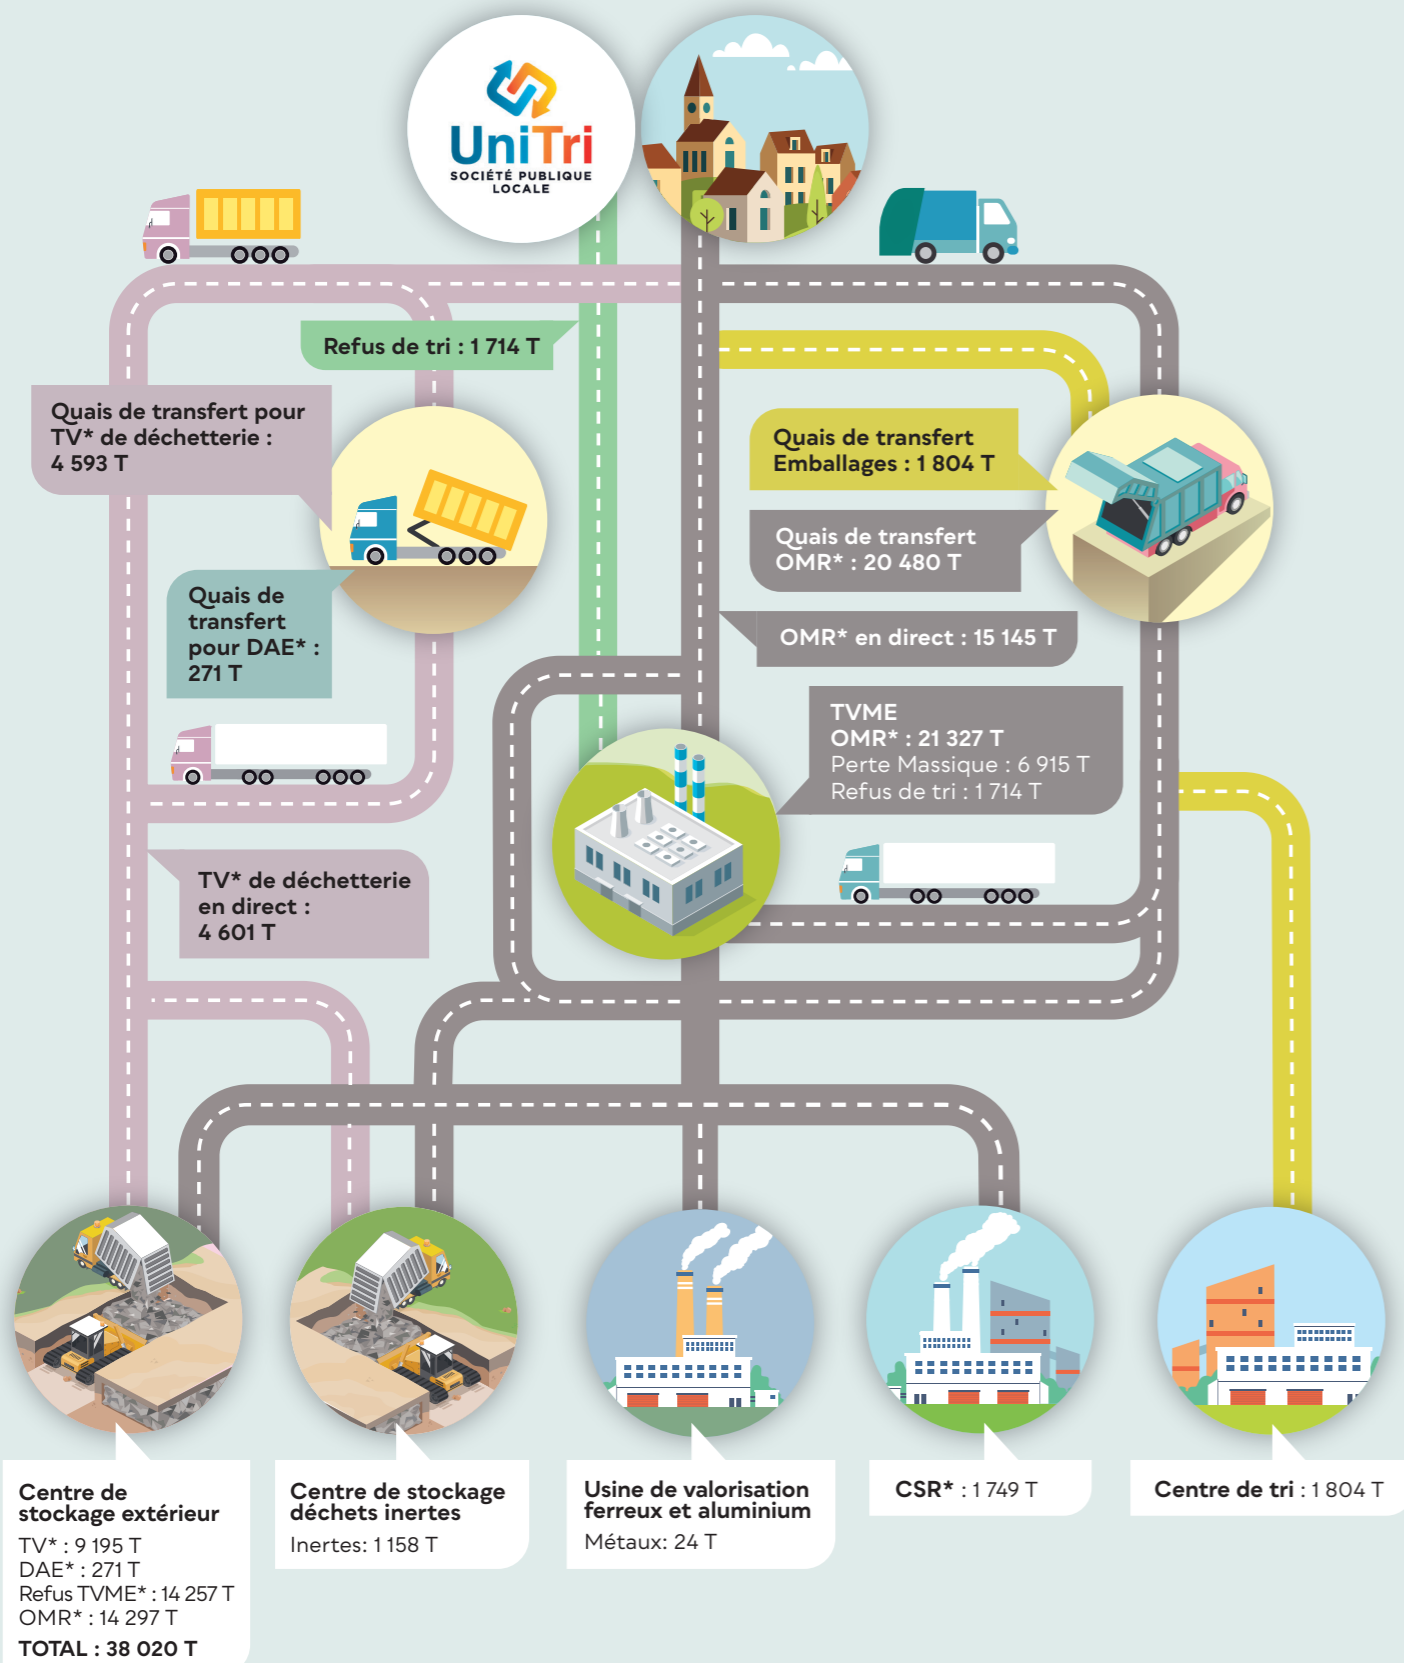 UniTri
SOCIÉTÉ PUBLIQUE
LOCALE
Refus de tri : 1 714 T
Quais de transfert pour
TV* de déchetterie :
4 593 T
Quais de transfert
Emballages : 1 804 T
Quais de transfert
OMR* : 20 480 T
Quais de
transfert
pour DAE* :
271 T
OMR* en direct : 15 145 T
TVME
OMR* : 21 327 T
Perte Massique : 6 915 T
Refus de tri : 1 714 T
TV* de déchetterie
en direct :
4 601 T
Centre de
stockage extérieur
TV* : 9 195 T
DAE* : 271 T
Refus TVME* : 14 257 T
OMR* : 14 297 T
TOTAL : 38 020 T
Centre de stockage
déchets inertes
Inertes: 1 158 T
Usine de valorisation
ferreux et aluminium
Métaux: 24 T
CSR* : 1 749 T
Centre de tri : 1 804 T